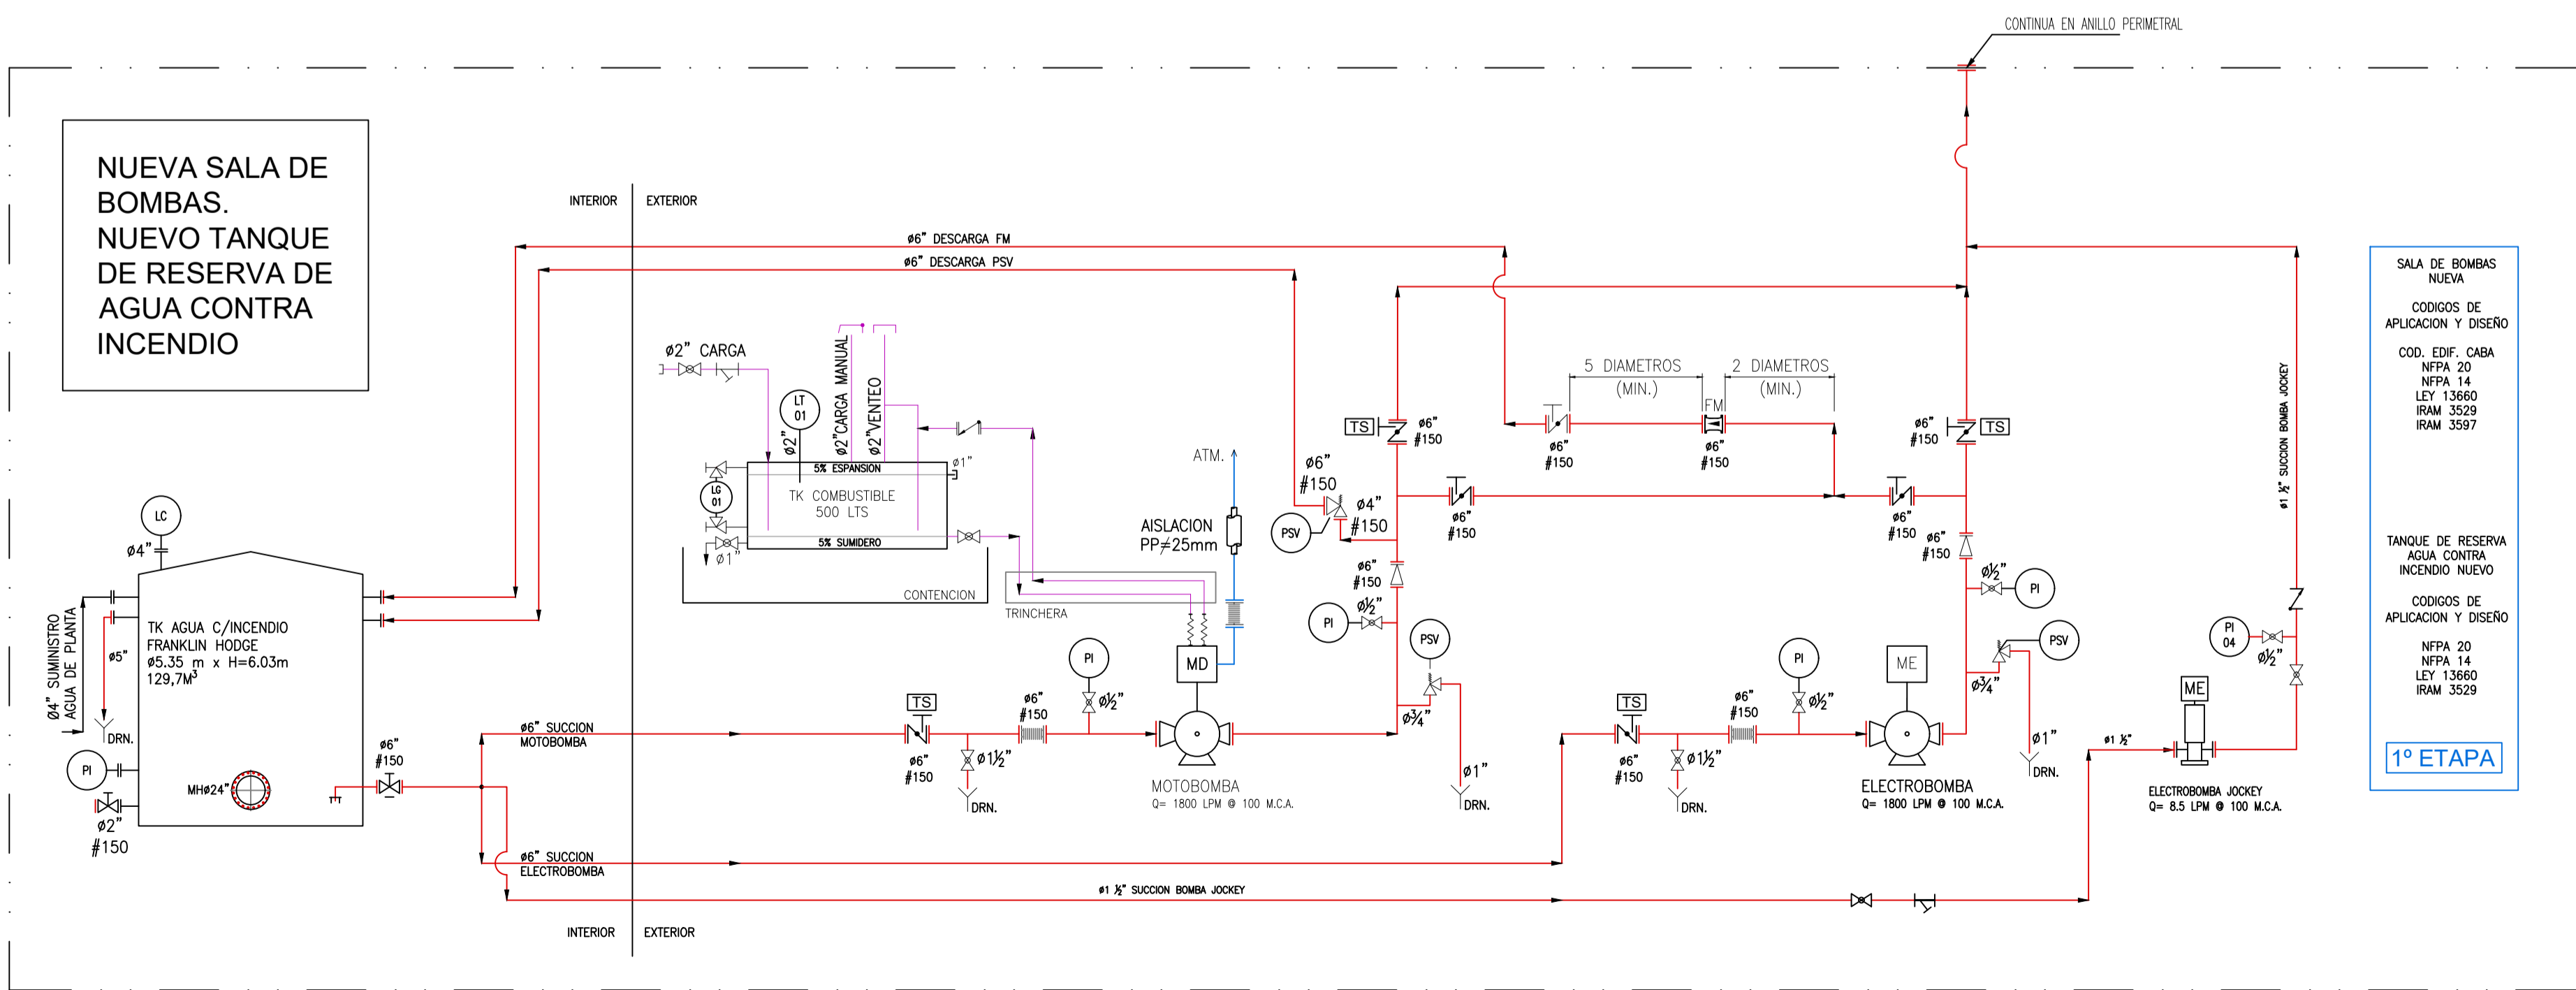 CONTINUA EN ANILLO PERIMETRAL
NUEVA SALA DE
BOMBAS.
NUEVO TANQUE
DE RESERVA DE
AGUA CONTRA
INCENDIO
INTERIOR
EXTERIOR
ø6" DESCARGA FM
ø6" DESCARGA PSV
ø2" CARGA
LT
01
ø2"
ø2"CARGA MANUAL
ø2"VENTEO
5% ESPANSION
TK COMBUSTIBLE
500 LTS
5% SUMIDERO
LG
01
ø1"
ø1"
CONTENCION
TRINCHERA
ATM.
AISLACION
PP≠25mm
MD
PI
ø½"
TS
ø6"
#150
ø1½"
DRN.
ø6"
#150
MOTOBOMBA
Q= 1800 LPM @ 100 M.C.A.
LC
ø4"
Ø4" SUMINISTRO
AGUA DE PLANTA
ø5"
DRN.
TK AGUA C/INCENDIO
FRANKLIN HODGE
ø5.35 m x H=6.03m
129,7M³
PI
ø2"
#150
MHø24"
ø6"
#150
ø6" SUCCION
MOTOBOMBA
ø6" SUCCION
ELECTROBOMBA
ø1 ½" SUCCION BOMBA JOCKEY
INTERIOR
EXTERIOR
TS
ø6"
#150
ø6"
#150
PSV
ø4"
#150
ø6"
#150
PI
ø½"
PSV
ø¾"
ø1"
DRN.
5 DIAMETROS
(MIN.)
2 DIAMETROS
(MIN.)
FM
ø6"
#150
ø6"
#150
ø6"
#150
ø6"
#150
ø6"
#150
TS
ø6"
#150
ø½"
PI
PSV
ø¾"
ø1"
DRN.
TS
ø6"
#150
ø1½"
DRN.
ø6"
#150
PI
ø½"
ME
ELECTROBOMBA
Q= 1800 LPM @ 100 M.C.A.
ø1 ½"
ME
ELECTROBOMBA JOCKEY
Q= 8.5 LPM @ 100 M.C.A.
PI
04
ø½"
ø1 ½" SUCCION BOMBA JOCKEY
SALA DE BOMBAS
NUEVA
CODIGOS DE
APLICACION Y DISEÑO
COD. EDIF. CABA
NFPA 20
NFPA 14
LEY 13660
IRAM 3529
IRAM 3597
TANQUE DE RESERVA
AGUA CONTRA
INCENDIO NUEVO
CODIGOS DE
APLICACION Y DISEÑO
NFPA 20
NFPA 14
LEY 13660
IRAM 3529
1º ETAPA